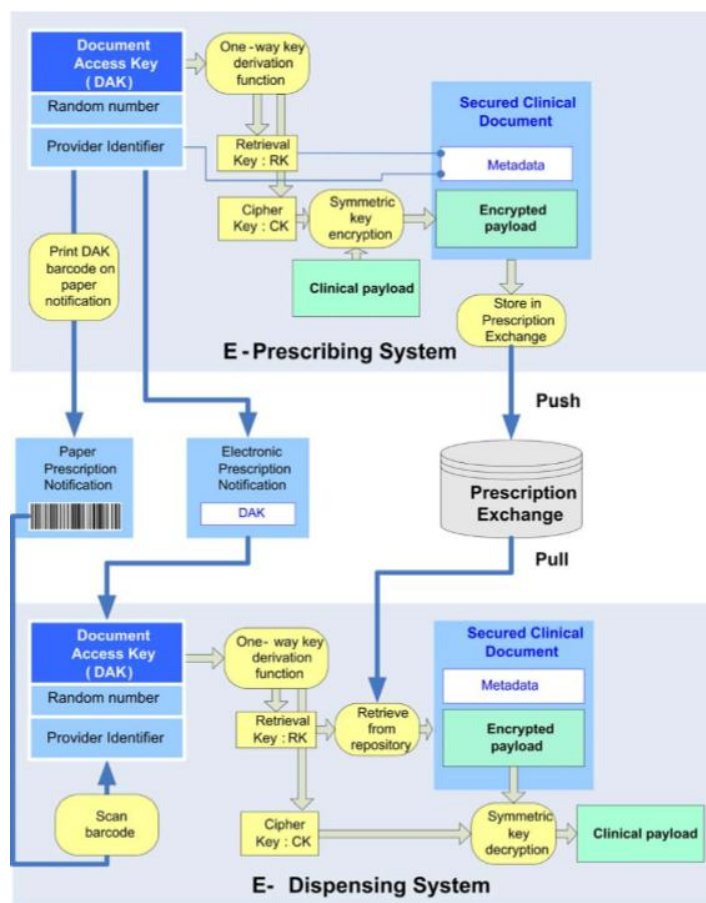 Document
Access Key
( DAK )
Random number
Provider Identifier
One - way key
derivation
function
Retrieval
Key : RK
Cipher
Key : CK
Symmetric
key
encryption
Clinical payload
Secured Clinical
Document
Metadata
Encrypted
payload
Print DAK
barcode on
paper
notification
Store in
Prescription
Exchange
E - Prescribing System
Push
Paper
Prescription
Notification
Electronic
Prescription
Notification
DAK
Prescription
Exchange
Pull
Document
Access Key
( DAK )
Random number
Provider Identifier
Scan
barcode
One- way key
derivation
function
Retrieval
Key : RK
Retrieve
from
repository
Cipher
Key : CK
Secured Clinical
Document
Metadata
Encrypted
payload
Symmetric
key
decryption
Clinical payload
E- Dispensing System